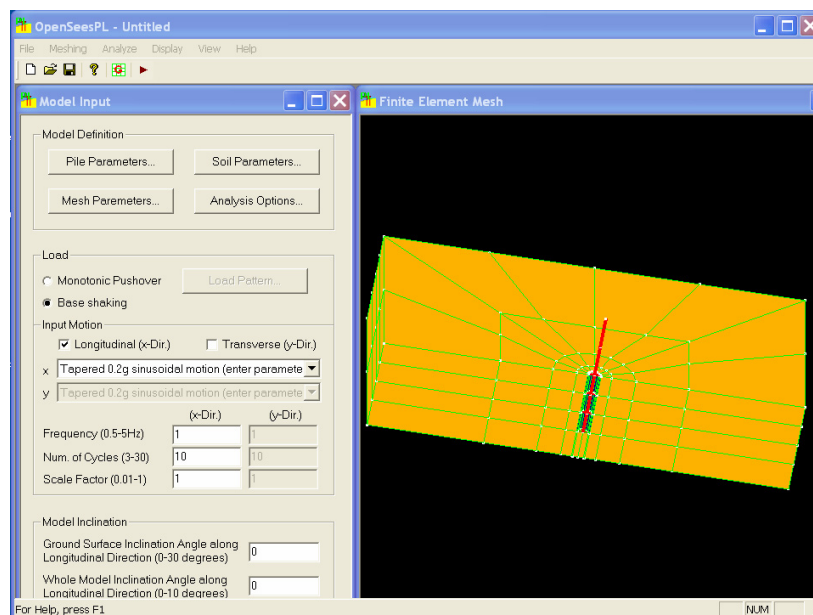 OpenSeesPL - Untitled
File Meshing Analyze Display View Help
Model Input
Finite Element Mesh
Model Definition
Pile Parameters... Soil Parameters...
Mesh Paremeters... Analysis Options...
Load
Monotonic Pushover Load Pattern...
Base shaking
Input Motion
Longitudinal (x-Dir.) Transverse (y-Dir.)
x Tapered 0.2g sinusoidal motion (enter paramete
y Tapered 0.2g sinusoidal motion (enter paramete
(x-Dir.) (y-Dir.)
Frequency (0.5-5Hz) 1 1
Num. of Cycles (3-30) 10 10
Scale Factor (0.01-1) 1 1
Model Inclination
Ground Surface Inclination Angle along
Longitudinal Direction (0-30 degrees) 0
Whole Model Inclination Angle along
Longitudinal Direction (0-10 degrees) 0
For Help, press F1 NUM